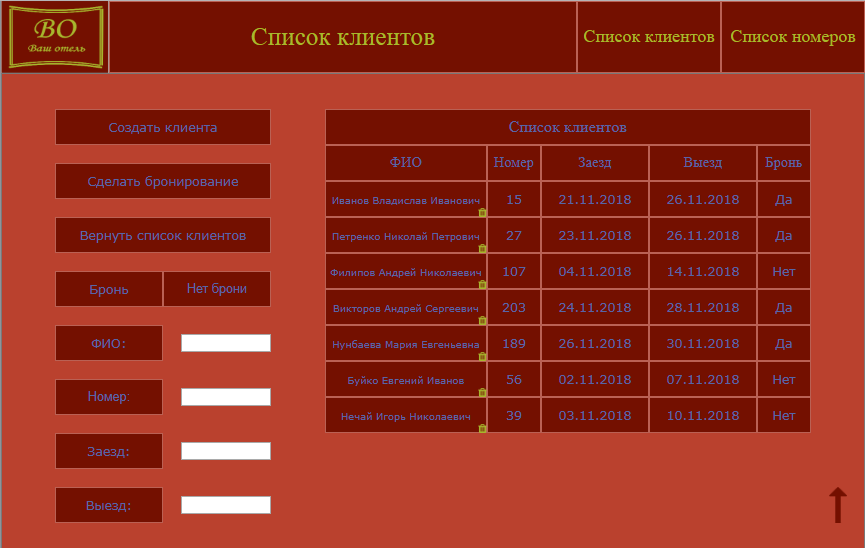 ВО
Ваш отель
Список клиентов
Список клиентов
Список номеров
Создать клиента
Сделать бронирование
Вернуть список клиентов
Бронь
Нет брони
ФИО:
Номер:
Заезд:
Выезд:
Список клиентов
ФИО Номер Заезд Выезд Бронь
Иванов Владислав Иванович 15 21.11.2018 26.11.2018 Да
Петренко Николай Петрович 27 23.11.2018 26.11.2018 Да
Филипов Андрей Николаевич 107 04.11.2018 14.11.2018 Нет
Викторов Андрей Сергеевич 203 24.11.2018 28.11.2018 Да
Нунбаева Мария Евгеньевна 189 26.11.2018 30.11.2018 Да
Буйко Евгений Иванов 56 02.11.2018 07.11.2018 Нет
Нечай Игорь Николаевич 39 03.11.2018 10.11.2018 Нет